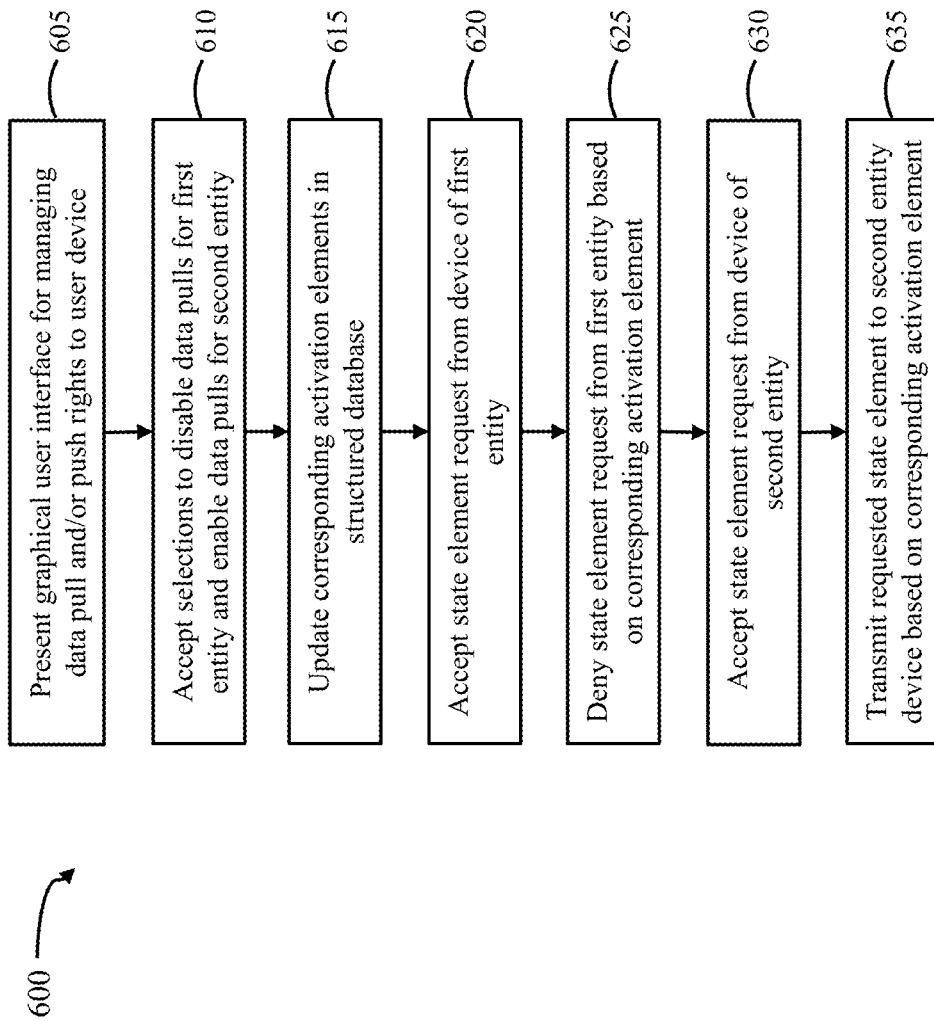 600
Present graphical user interface for managing
data pull and/or push rights to user device
605
Accept selections to disable data pulls for first
entity and enable data pulls for second entity
610
Update corresponding activation elements in
structured database
615
Accept state element request from device of first
entity
620
Deny state element request from first entity based
on corresponding activation element
625
Accept state element request from device of
second entity
630
Transmit requested state element to second entity
device based on corresponding activation element
635